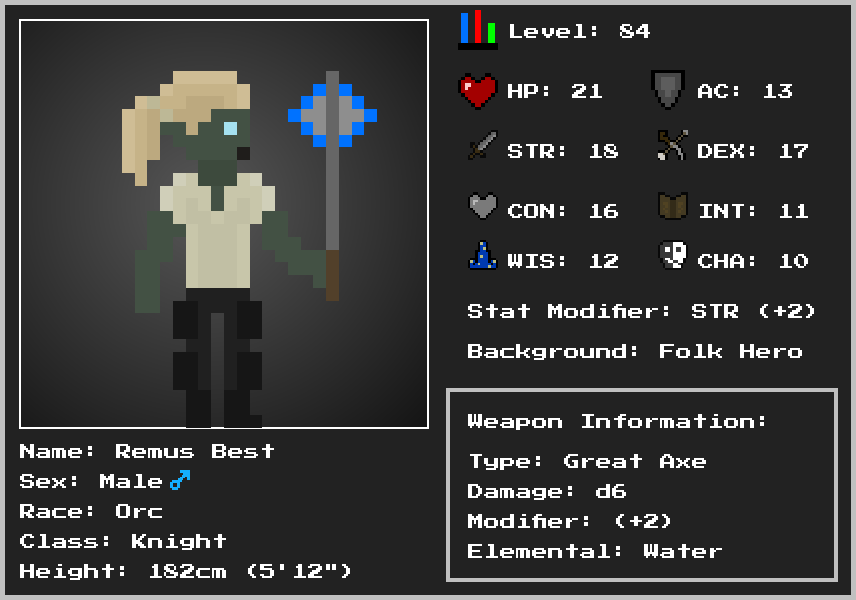 Level: 84
HP: 21 AC: 13
STR: 18 DEX: 17
CON: 16 INT: 11
WIS: 12 CHA: 10
Stat Modifier: STR (+2)
Background: Folk Hero
Weapon Information:
Type: Great Axe
Damage: d6
Modifier: (+2)
Elemental: Water
Name: Remus Best
Sex: Male ♂
Race: Orc
Class: Knight
Height: 182cm (5'12")